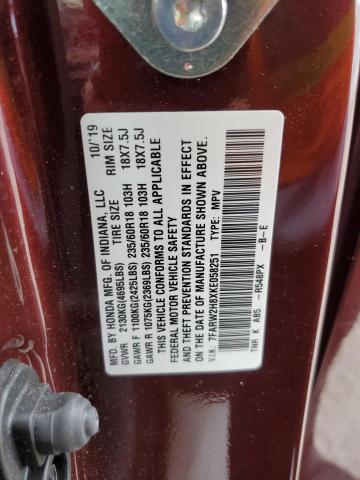 MFD. BY HONDA MFG. OF INDIANA, LLC 10/'19
TIRE SIZE RIM SIZE
GVWR 2130KG(4695LBS)
GAWR F 1100KG(2425LBS) 235/60R18 103H 18X7.5J
GAWR R 1075KG(2369LBS) 235/60R18 103H 18X7.5J
THIS VEHICLE CONFORMS TO ALL APPLICABLE
FEDERAL MOTOR VEHICLE SAFETY
AND THEFT PREVENTION STANDARDS IN EFFECT
ON THE DATE OF MANUFACTURE SHOWN ABOVE.
V.I.N.: 7FARW2H8XKE058251 TYPE: MPV
TNR K AB5 -R548PX -B-E